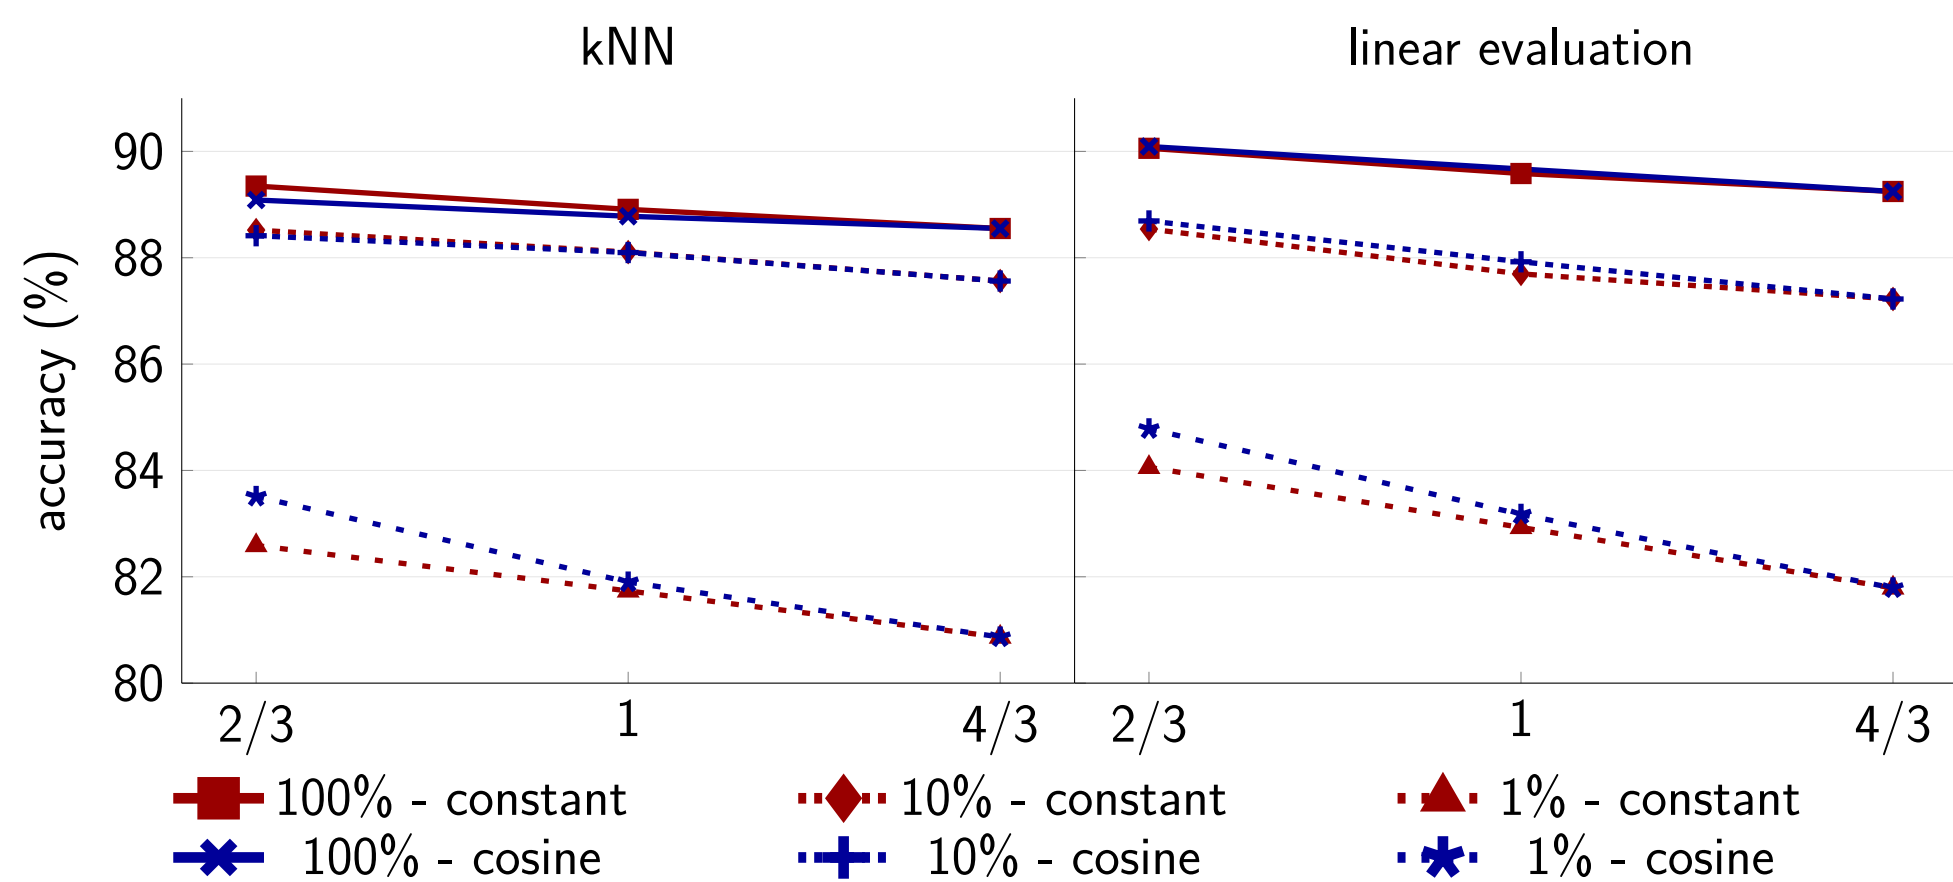 kNN
linear evaluation
accuracy (%)
90
88
86
84
82
80
2/3 1 4/3
2/3 1 4/3
100% - constant 10% - constant 1% - constant
100% - cosine 10% - cosine 1% - cosine